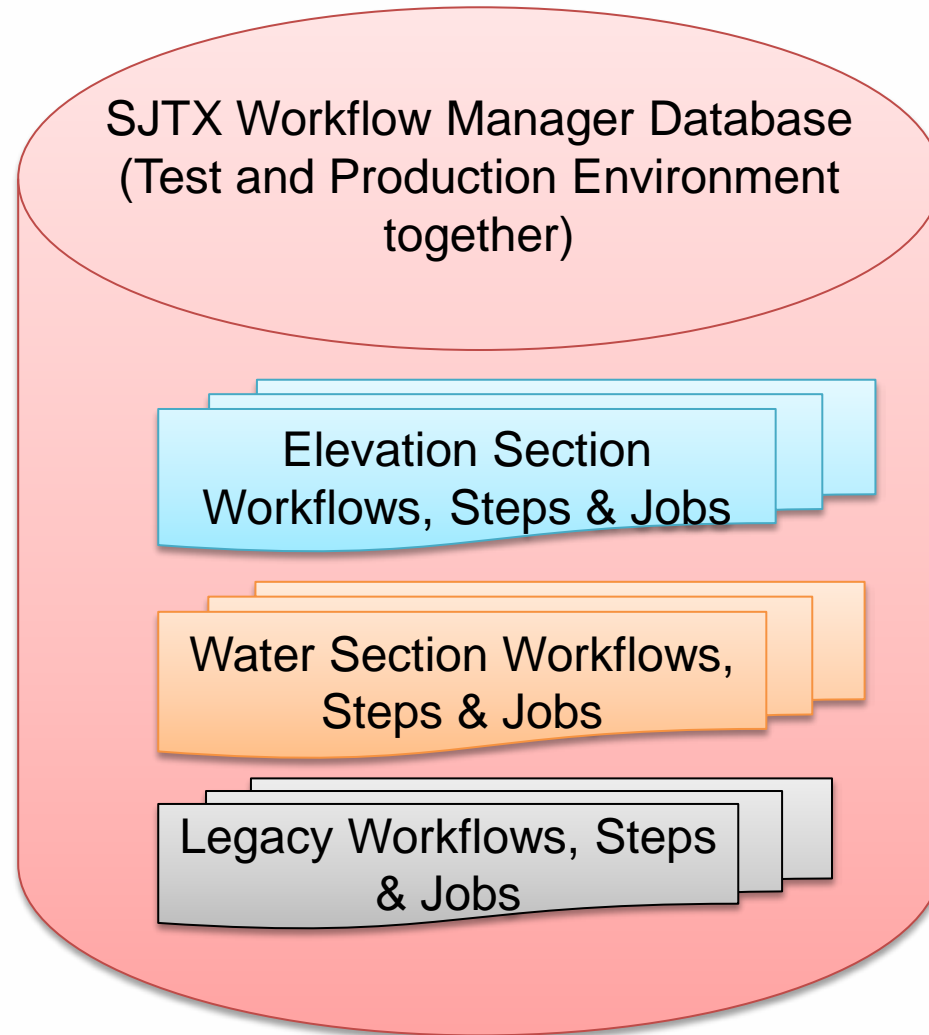 SJTX Workflow Manager Database
(Test and Production Environment
together)
Elevation Section
Workflows, Steps & Jobs
Water Section Workflows,
Steps & Jobs
Legacy Workflows, Steps
& Jobs